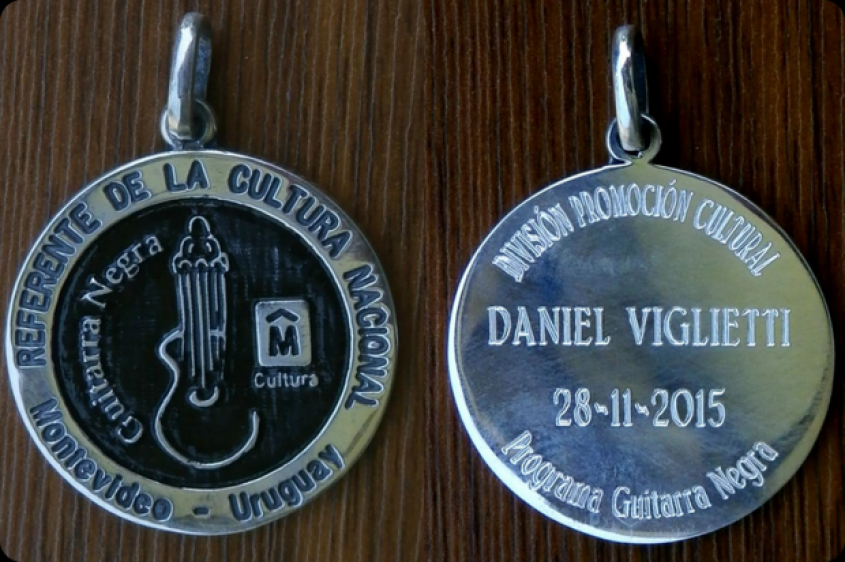 REFERENTE DE LA CULTURA NACIONAL
Guitarra Negra
M
Cultura
Montevideo - Uruguay
DIVISIÓN PROMOCIÓN CULTURAL
DANIEL VIGLIETTI
28-11-2015
Programa Guitarra Negra